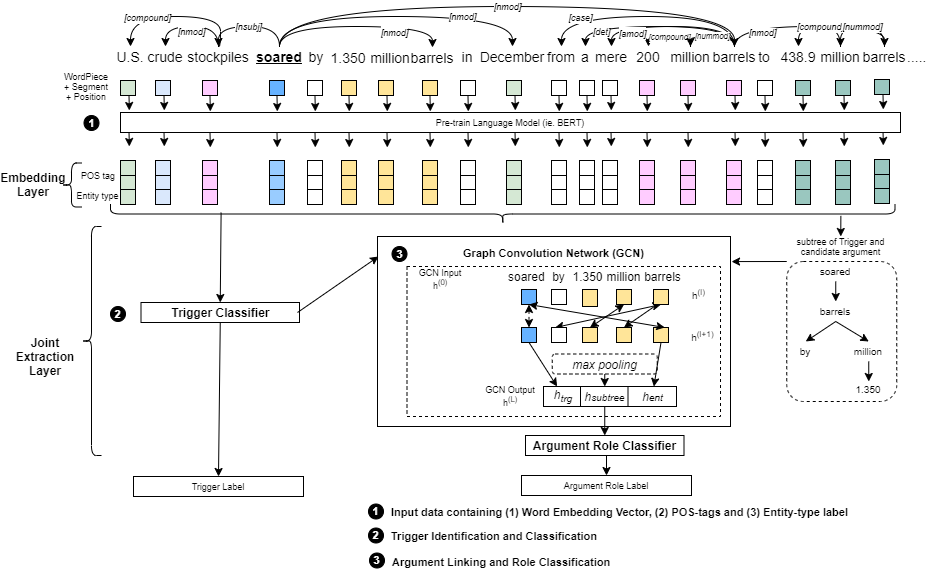 [nmod]
[compound] [nmod] [case]
[nsubj] [compound][nummod]
[nmod] [nmod] [det] [amod] [compound] [nummod] [nmod]
U.S. crude stockpiles soared by 1.350 million barrels in December from a mere 200 million barrels to 438.9 million barrels.....
WordPiece
+ Segment
+ Position
1 Pre-train Language Model (ie. BERT)
Embedding
Layer
POS tag
Entity type
subtree of Trigger and
candidate argument
soared
barrels
by million
1.350
3 Graph Convolution Network (GCN)
GCN Input
h(0)
soared by 1.350 million barrels
h(l)
h(l+1)
max pooling
GCN Output
h(L)
htrg hsubtree hent
2 Trigger Classifier
Joint
Extraction
Layer
Argument Role Classifier
Trigger Label
Argument Role Label
1 Input data containing (1) Word Embedding Vector, (2) POS-tags and (3) Entity-type label
2 Trigger Identification and Classification
3 Argument Linking and Role Classification